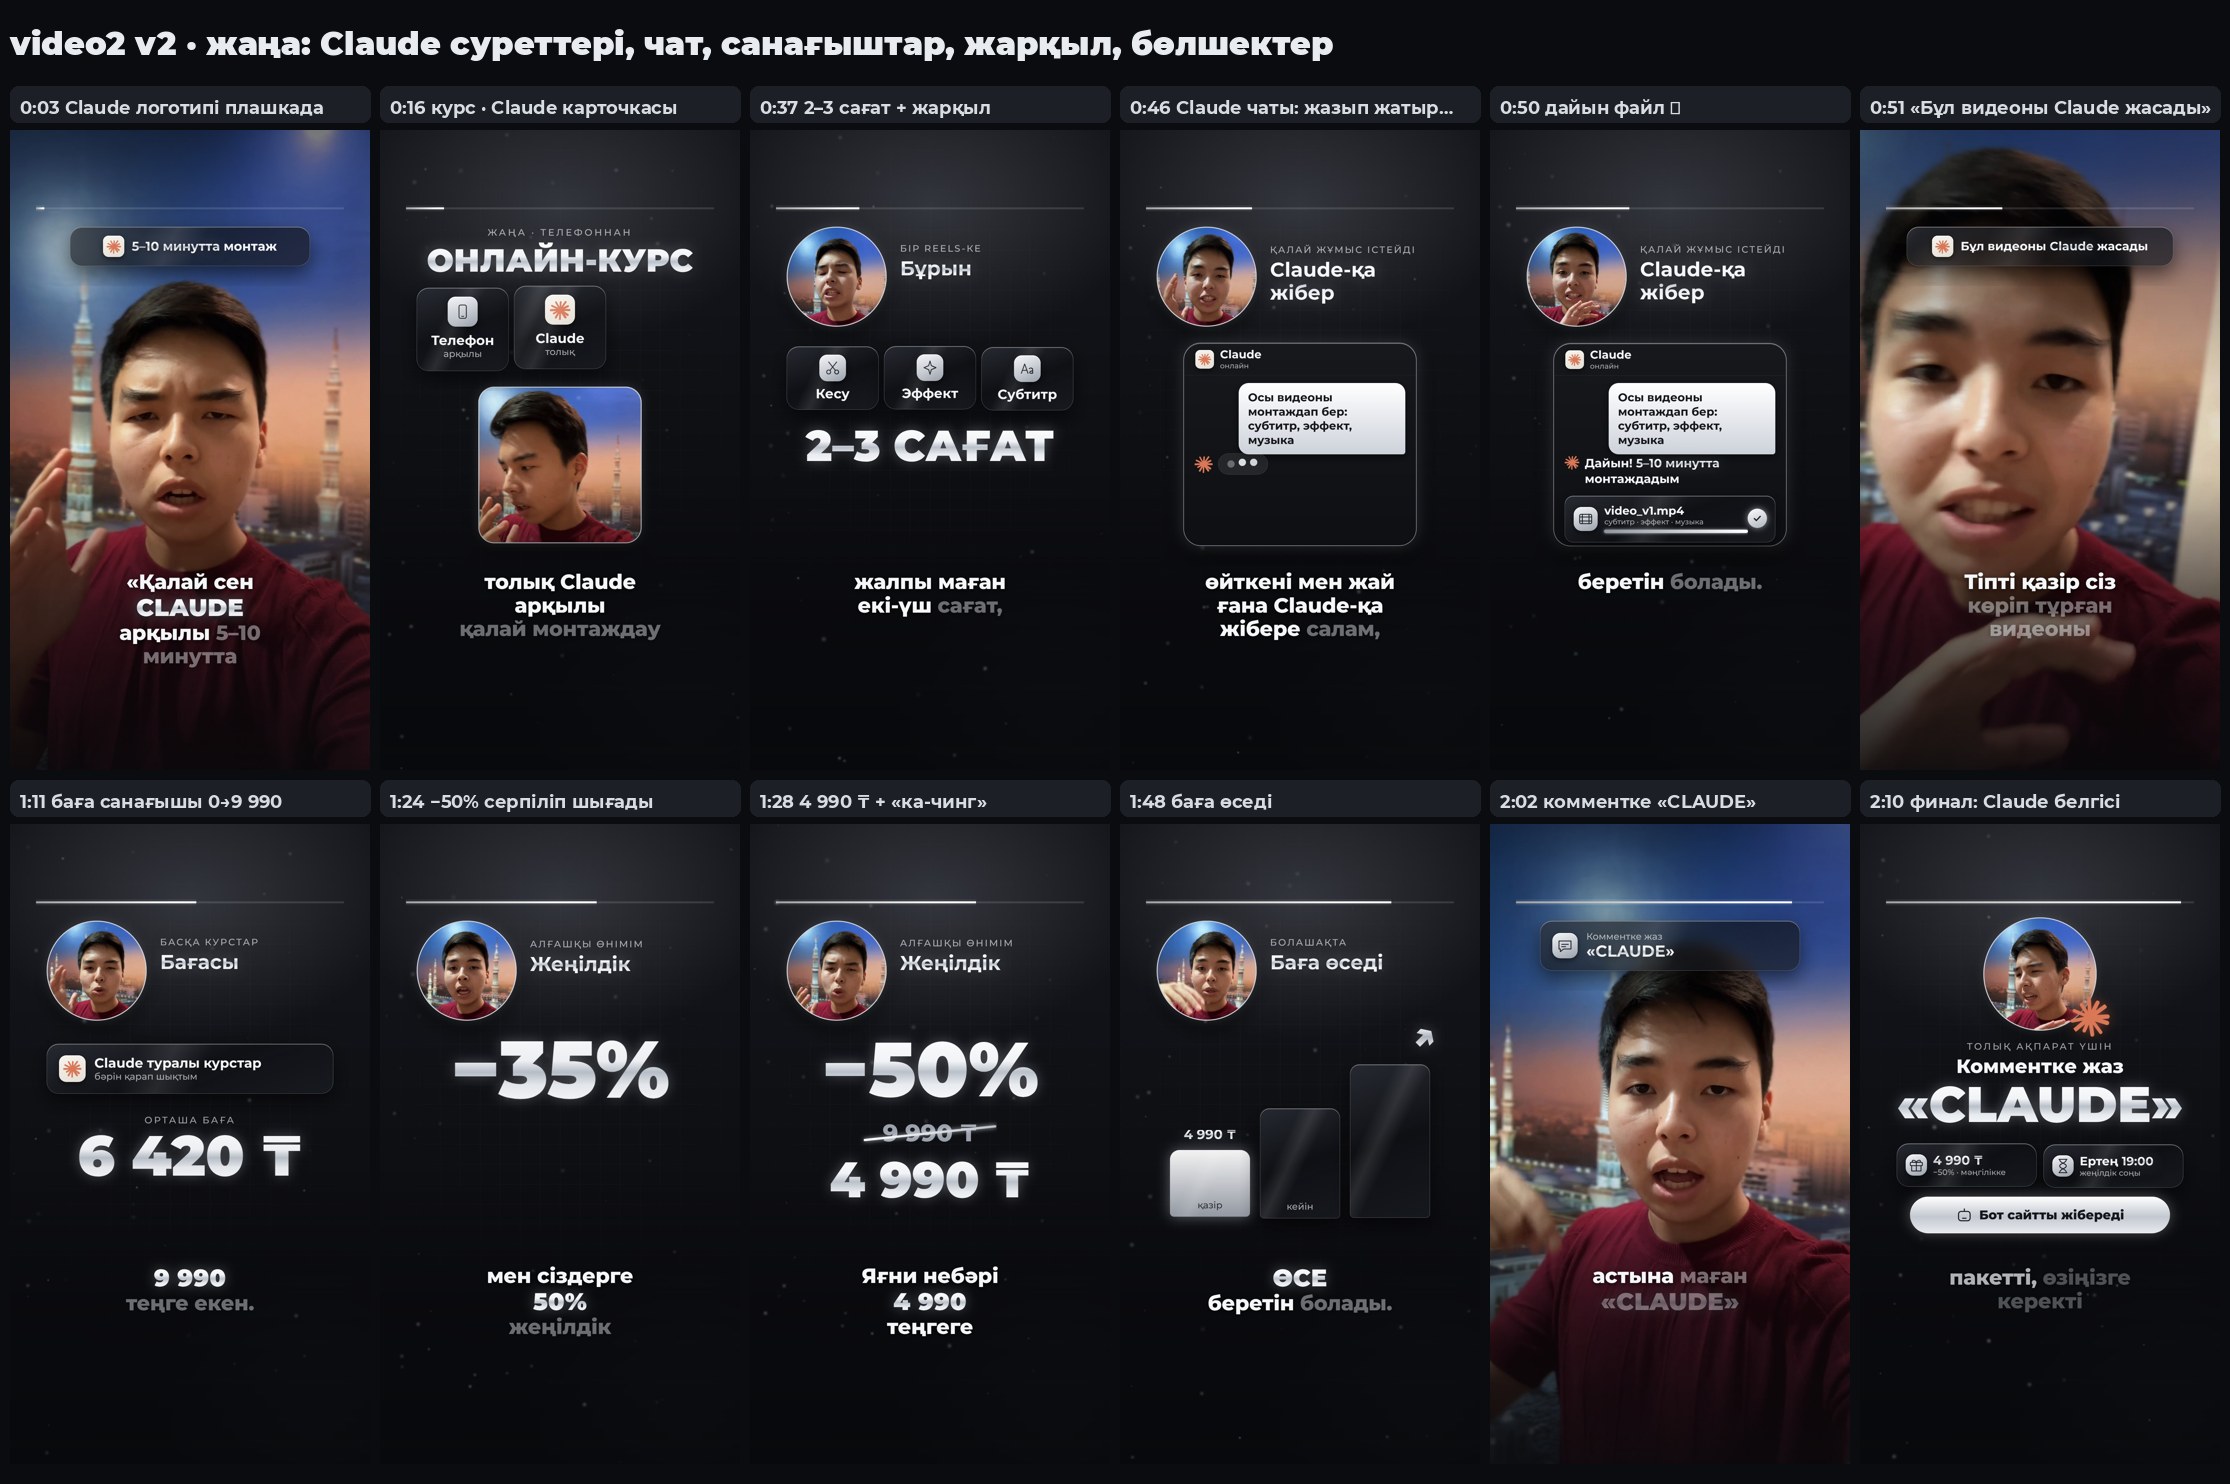 video2 v2 • жаңа: Claude суреттері, чат, санағыштар, жарқыл, бөлшектер
0:03 Claude логотипі плашкада
5–10 минутта монтаж
«Қалай сен
CLAUDE
арқылы 5–10
минутта
0:16 курс · Claude карточкасы
ЖАҢА · ТЕЛЕФОННАН
ОНЛАЙН-КУРС
Телефон
арқылы
Claude
толық
толық Claude
арқылы
қалай монтаждау
0:37 2–3 сағат + жарқыл
БІР REELS-КЕ
Бұрын
Кесу
Эффект
Aa
Субтитр
2–3 САҒАТ
жалпы маған
екі-үш сағат,
0:46 Claude чаты: жазып жатыр...
ҚАЛАЙ ЖҰМЫС ІСТЕЙДІ
Claude-қа
жібер
Claude
онлайн
Осы видеоны
монтаждап бер:
субтитр, эффект,
музыка
өйткені мен жай
ғана Claude-қа
жібере салам,
0:50 дайын файл
ҚАЛАЙ ЖҰМЫС ІСТЕЙДІ
Claude-қа
жібер
Claude
онлайн
Осы видеоны
монтаждап бер:
субтитр, эффект,
музыка
Дайын! 5–10 минутта
монтаждадым
video_v1.mp4
субтитр · эффект · музыка
беретін болады.
0:51 «Бұл видеоны Claude жасады»
Бұл видеоны Claude жасады
Тіпті қазір сіз
көріп тұрған
видеоны
1:11 баға санағышы 0→9 990
БАСҚА КУРСТАР
Бағасы
Claude туралы курстар
бәрін қарап шықтым
ОРТАША БАҒА
6 420 ₸
9 990
теңге екен.
1:24 −50% серпіліп шығады
АЛҒАШҚЫ ӨНІМІМ
Жеңілдік
−35%
мен сіздерге
50%
жеңілдік
1:28 4 990 ₸ + «ка-чинг»
АЛҒАШҚЫ ӨНІМІМ
Жеңілдік
−50%
9 990 ₸
4 990 ₸
Яғни небәрі
4 990
теңгеге
1:48 баға өседі
БОЛАШАҚТА
Баға өседі
4 990 ₸
қазір
кейін
ӨСЕ
беретін болады.
2:02 комментке «CLAUDE»
Комментке жаз
«CLAUDE»
астына маған
«CLAUDE»
2:10 финал: Claude белгісі
ТОЛЫҚ АҚПАРАТ ҮШІН
Комментке жаз
«CLAUDE»
4 990 ₸
−50% · мәңгілікке
Ертең 19:00
жеңілдік соңы
Бот сайтты жібереді
пакетті, өзіңізге
керекті